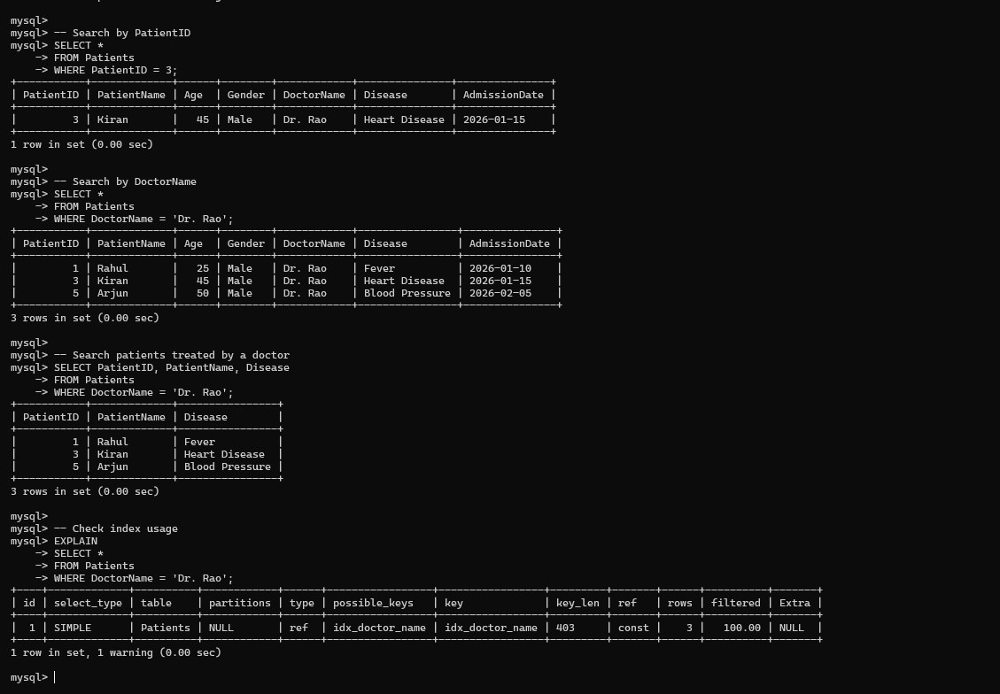 mysql>
mysql> -- Search by PatientID
mysql> SELECT *
    -> FROM Patients
    -> WHERE PatientID = 3;
+-----------+-------------+------+--------+------------+---------------+---------------+
| PatientID | PatientName | Age  | Gender | DoctorName | Disease       | AdmissionDate |
+-----------+-------------+------+--------+------------+---------------+---------------+
|         3 | Kiran       |   45 | Male   | Dr. Rao    | Heart Disease | 2026-01-15    |
+-----------+-------------+------+--------+------------+---------------+---------------+
1 row in set (0.00 sec)

mysql>
mysql> -- Search by DoctorName
mysql> SELECT *
    -> FROM Patients
    -> WHERE DoctorName = 'Dr. Rao';
+-----------+-------------+------+--------+------------+----------------+---------------+
| PatientID | PatientName | Age  | Gender | DoctorName | Disease        | AdmissionDate |
+-----------+-------------+------+--------+------------+----------------+---------------+
|         1 | Rahul       |   25 | Male   | Dr. Rao    | Fever          | 2026-01-10    |
|         3 | Kiran       |   45 | Male   | Dr. Rao    | Heart Disease  | 2026-01-15    |
|         5 | Arjun       |   50 | Male   | Dr. Rao    | Blood Pressure | 2026-02-05    |
+-----------+-------------+------+--------+------------+----------------+---------------+
3 rows in set (0.00 sec)

mysql>
mysql> -- Search patients treated by a doctor
mysql> SELECT PatientID, PatientName, Disease
    -> FROM Patients
    -> WHERE DoctorName = 'Dr. Rao';
+-----------+-------------+----------------+
| PatientID | PatientName | Disease        |
+-----------+-------------+----------------+
|         1 | Rahul       | Fever          |
|         3 | Kiran       | Heart Disease  |
|         5 | Arjun       | Blood Pressure |
+-----------+-------------+----------------+
3 rows in set (0.00 sec)

mysql>
mysql> -- Check index usage
mysql> EXPLAIN
    -> SELECT *
    -> FROM Patients
    -> WHERE DoctorName = 'Dr. Rao';
+----+-------------+----------+------------+------+-----------------+-----------------+---------+-------+------+----------+-------+
| id | select_type | table    | partitions | type | possible_keys   | key             | key_len | ref   | rows | filtered | Extra |
+----+-------------+----------+------------+------+-----------------+-----------------+---------+-------+------+----------+-------+
|  1 | SIMPLE      | Patients | NULL       | ref  | idx_doctor_name | idx_doctor_name | 403     | const |    3 |   100.00 | NULL  |
+----+-------------+----------+------------+------+-----------------+-----------------+---------+-------+------+----------+-------+
1 row in set, 1 warning (0.00 sec)

mysql>